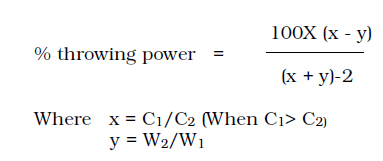 100X (x - y)
% throwing power =
(x + y)-2
Where x = C1/C2 (When C1> C2)
y = W2/W1